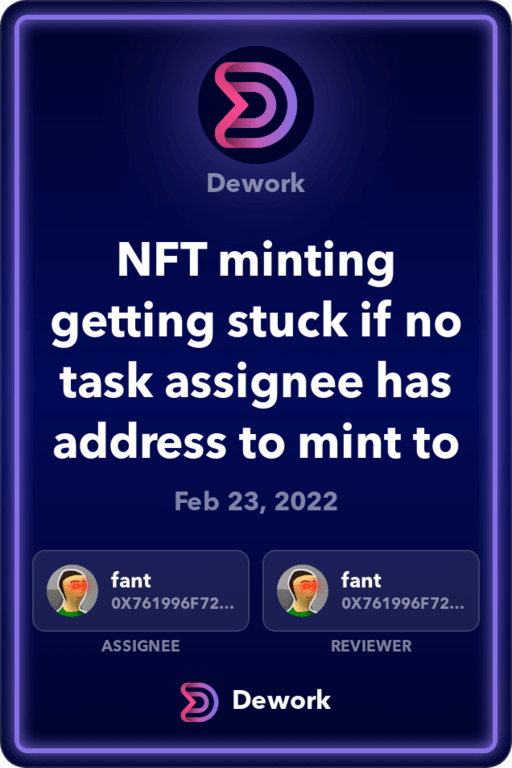 Dework
NFT minting
getting stuck if no
task assignee has
address to mint to
Feb 23, 2022
fant
0X761996F72...
ASSIGNEE
fant
0X761996F72...
REVIEWER
Dework